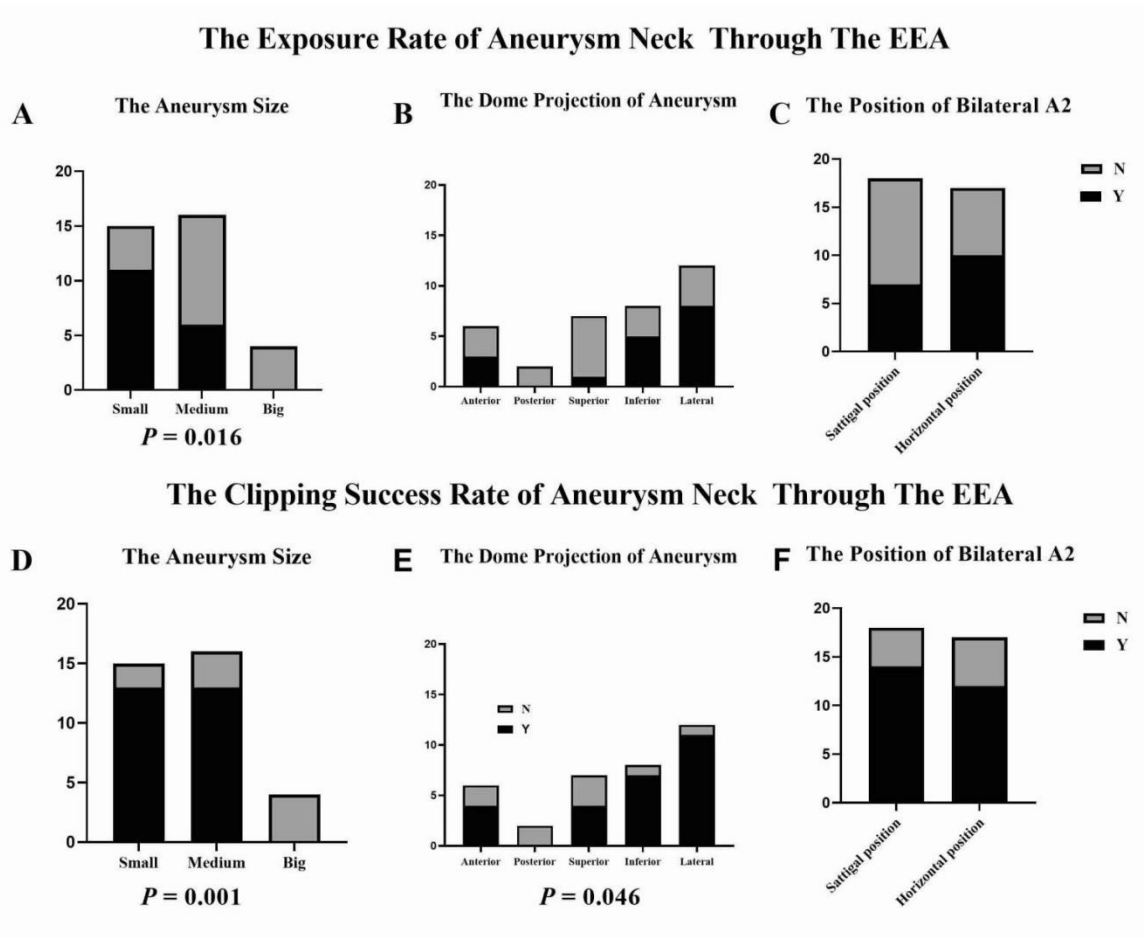 The Exposure Rate of Aneurysm Neck Through The EEA
A
The Aneurysm Size
B
The Dome Projection of Aneurysm
C
The Position of Bilateral A2
20
15
10
5
0
Small
Medium
Big
P = 0.016
20
15
10
5
0
Anterior
Posterior
Superior
Inferior
Lateral
20
15
10
5
0
Sattigal position
Horizontal position
N
Y
The Clipping Success Rate of Aneurysm Neck Through The EEA
D
The Aneurysm Size
E
The Dome Projection of Aneurysm
F
The Position of Bilateral A2
20
15
10
5
0
Small
Medium
Big
P = 0.001
20
15
10
5
0
N
Y
Anterior
Posterior
Superior
Inferior
Lateral
P = 0.046
20
15
10
5
0
Sattigal position
Horizontal position
N
Y